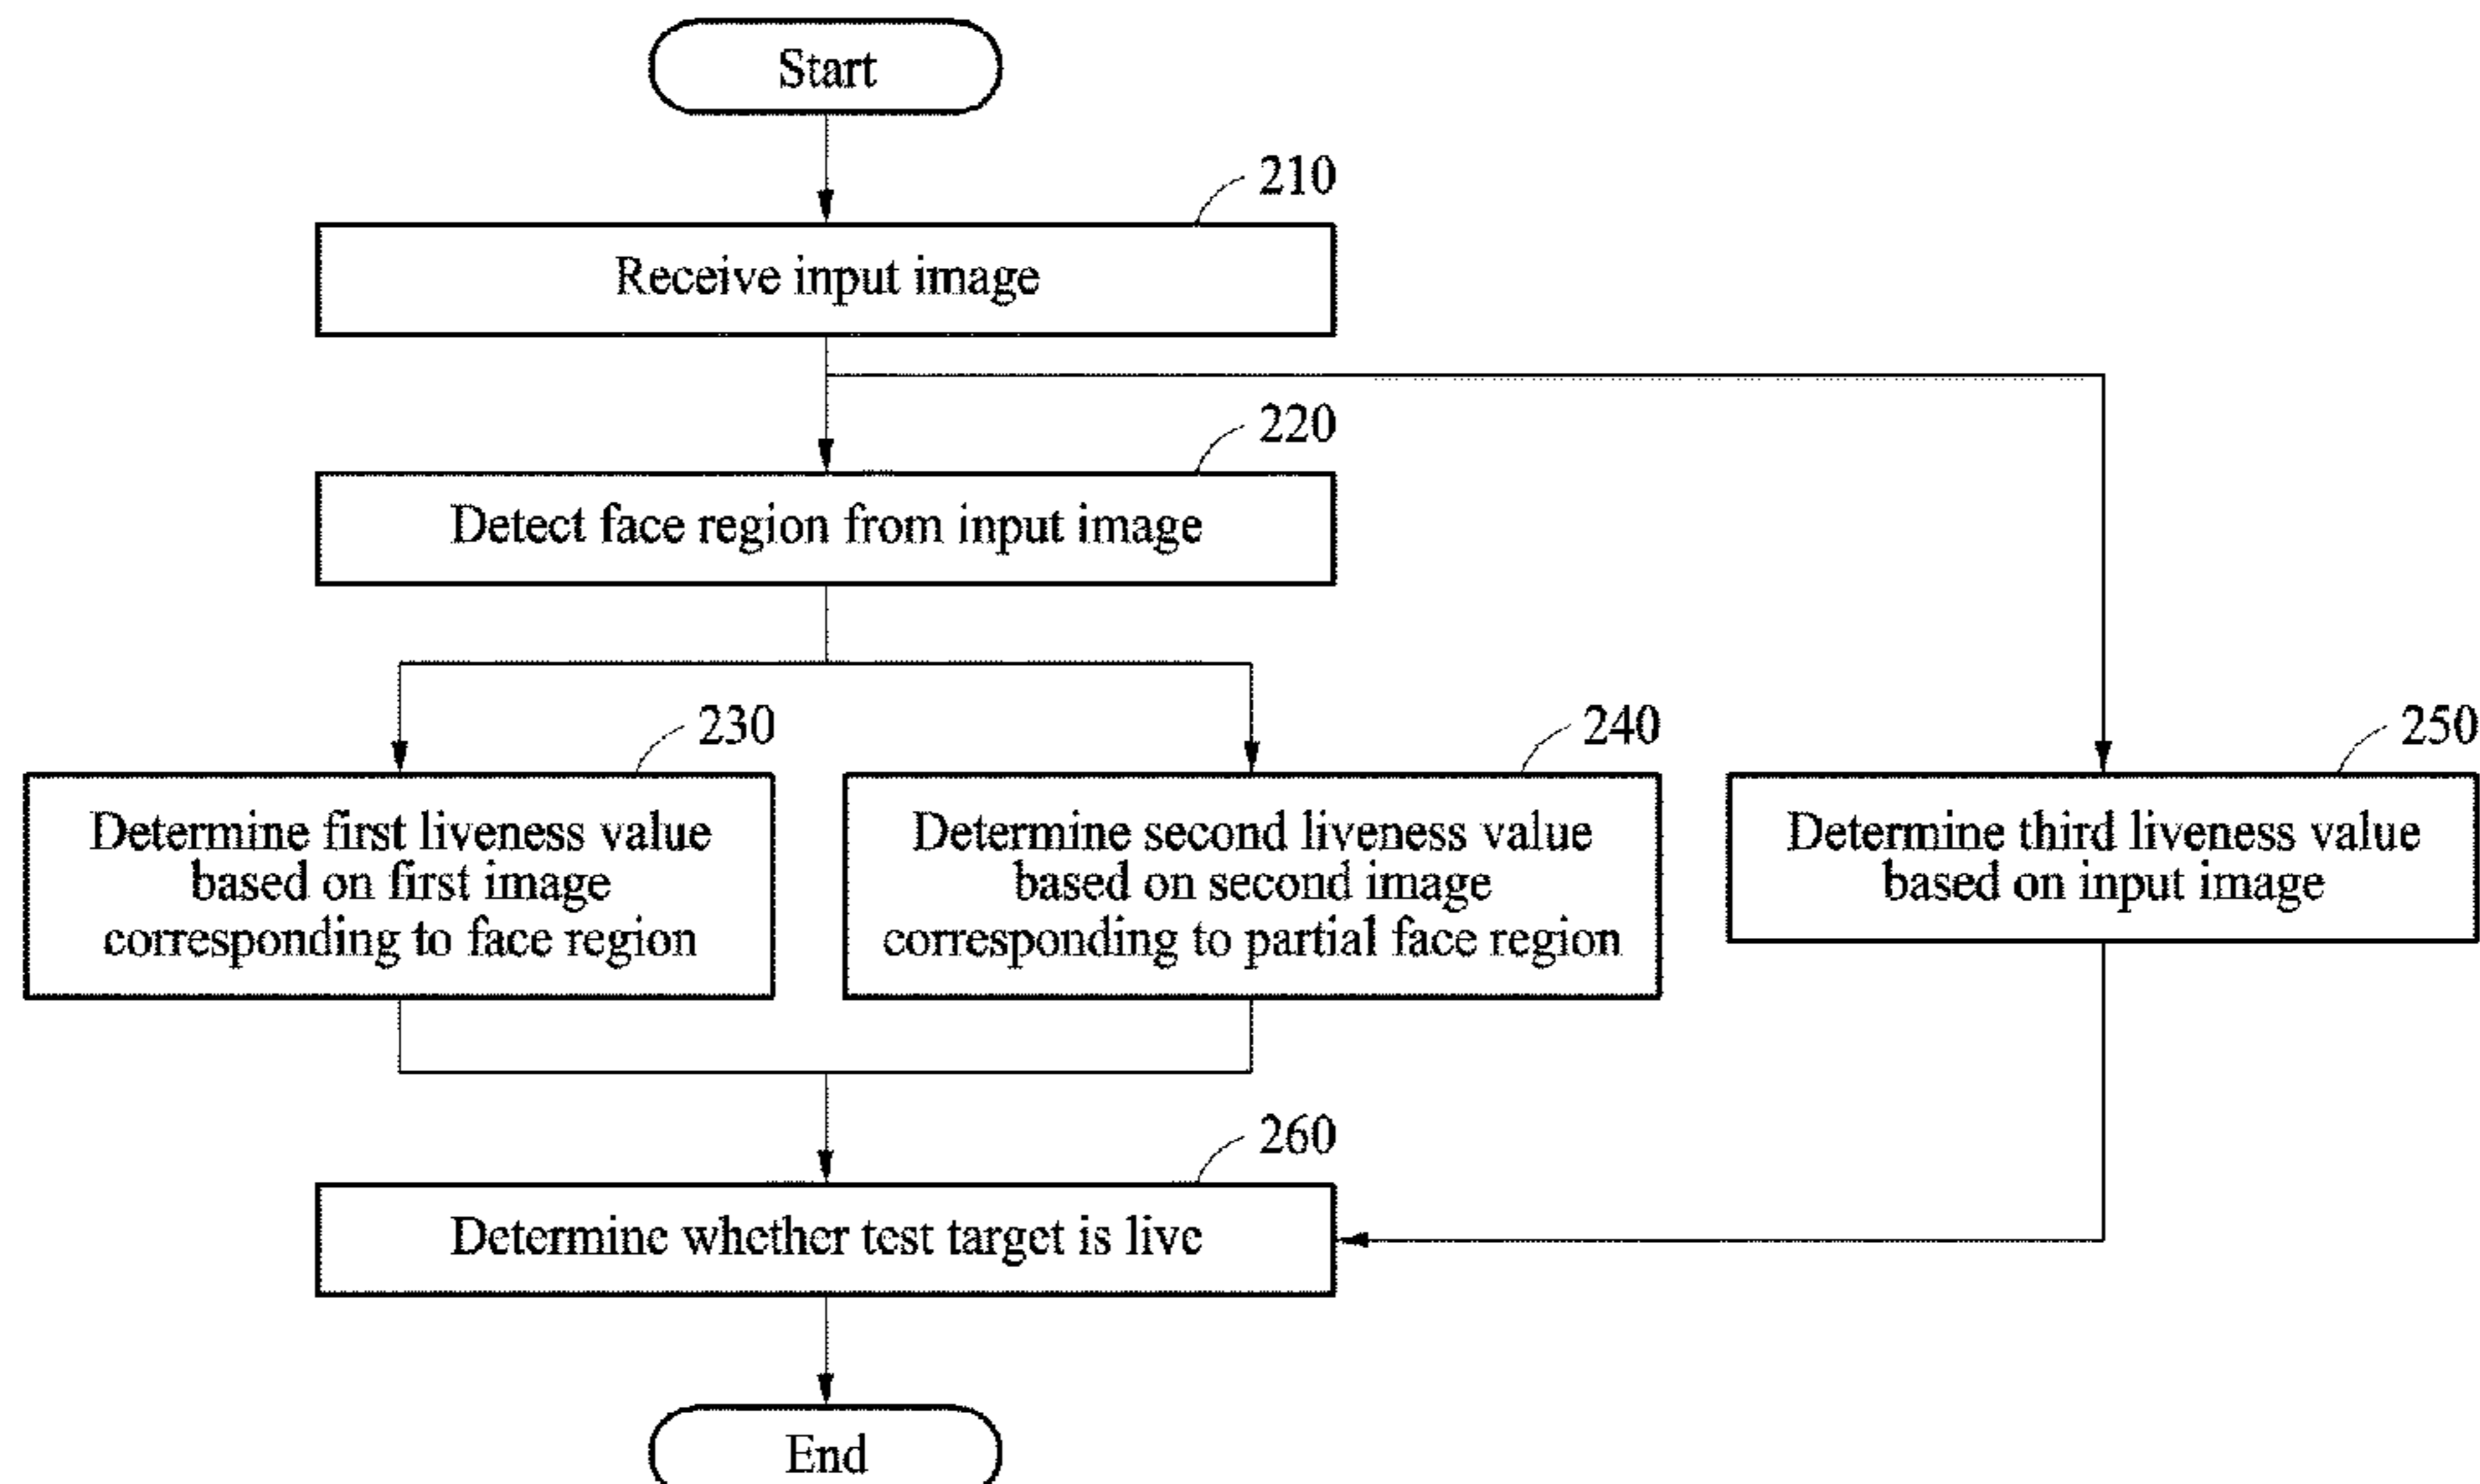 Start
210
Receive input image
220
Detect face region from input image
230
Determine first liveness value
based on first image
corresponding to face region
240
Determine second liveness value
based on second image
corresponding to partial face region
250
Determine third liveness value
based on input image
260
Determine whether test target is live
End